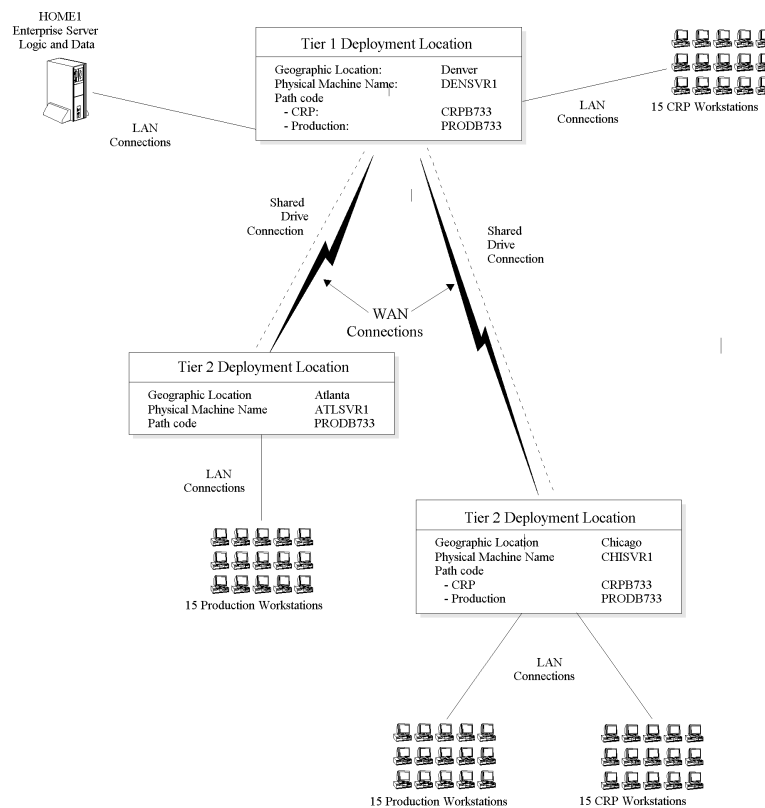 HOME1
Enterprise Server
Logic and Data
LAN
Connections
Tier 1 Deployment Location
Geographic Location: Denver
Physical Machine Name: DENSVR1
Path code
- CRP: CRPB733
- Production: PRODB733
LAN
Connections
15 CRP Workstations
Shared
Drive
Connection
Shared
Drive
Connection
WAN
Connections
Tier 2 Deployment Location
Geographic Location Atlanta
Physical Machine Name ATLSVR1
Path code PRODB733
LAN
Connections
15 Production Workstations
Tier 2 Deployment Location
Geographic Location Chicago
Physical Machine Name CHISVR1
Path code
- CRP CRPB733
- Production PRODB733
LAN
Connections
15 Production Workstations
15 CRP Workstations